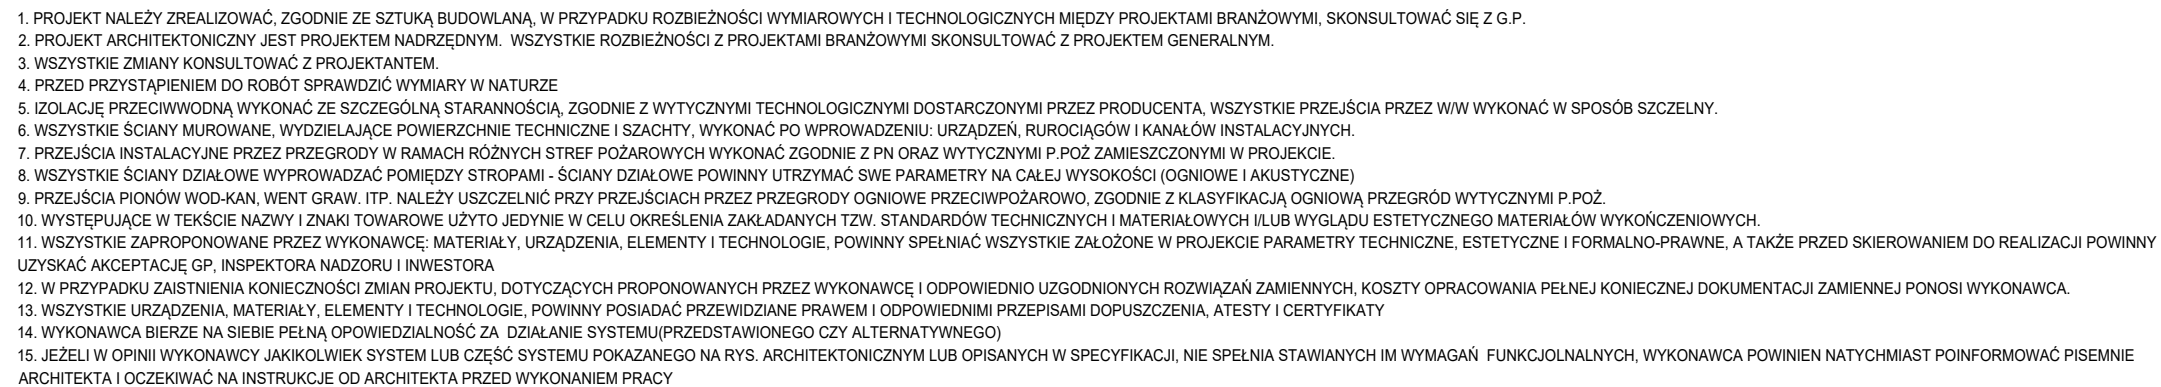 1. PROJEKT NALEŻY ZREALIZOWAĆ, ZGODNIE ZE SZTUKĄ BUDOWLANĄ, W PRZYPADKU ROZBIEŻNOŚCI WYMIAROWYCH I TECHNOLOGICZNYCH MIĘDZY PROJEKTAMI BRANŻOWYMI, SKONSULTOWAĆ SIĘ Z G.P.
2. PROJEKT ARCHITEKTONICZNY JEST PROJEKTEM NADRZĘDNYM.  WSZYSTKIE ROZBIEŻNOŚCI Z PROJEKTAMI BRANŻOWYMI SKONSULTOWAĆ Z PROJEKTEM GENERALNYM.
3. WSZYSTKIE ZMIANY KONSULTOWAĆ Z PROJEKTANTEM.
4. PRZED PRZYSTĄPIENIEM DO ROBÓT SPRAWDZIĆ WYMIARY W NATURZE
5. IZOLACJĘ PRZECIWWODNĄ WYKONAĆ ZE SZCZEGÓLNĄ STARANNOŚCIĄ, ZGODNIE Z WYTYCZNYMI TECHNOLOGICZNYMI DOSTARCZONYMI PRZEZ PRODUCENTA, WSZYSTKIE PRZEJŚCIA PRZEZ W/W WYKONAĆ W SPOSÓB SZCZELNY.
6. WSZYSTKIE ŚCIANY MUROWANE, WYDZIELAJĄCE POWIERZCHNIE TECHNICZNE I SZACHTY, WYKONAĆ PO WPROWADZENIU: URZĄDZEŃ, RUROCIĄGÓW I KANAŁÓW INSTALACYJNYCH.
7. PRZEJŚCIA INSTALACYJNE PRZEZ PRZEGRODY W RAMACH RÓŻNYCH STREF POŻAROWYCH WYKONAĆ ZGODNIE Z PN ORAZ WYTYCZNYMI P.POŻ ZAMIESZCZONYMI W PROJEKCIE.
8. WSZYSTKIE ŚCIANY DZIAŁOWE WYPROWADZAĆ POMIĘDZY STROPAMI - ŚCIANY DZIAŁOWE POWINNY UTRZYMAĆ SWE PARAMETRY NA CAŁEJ WYSOKOŚCI (OGNIOWE I AKUSTYCZNE)
9. PRZEJŚCIA PIONÓW WOD-KAN, WENT GRAW. ITP. NALEŻY USZCZELNIĆ PRZY PRZEJŚCIACH PRZEZ PRZEGRODY OGNIOWE PRZECIWPOŻAROWO, ZGODNIE Z KLASYFIKACJĄ OGNIOWĄ PRZEGRÓD WYTYCZNYMI P.POŻ.
10. WYSTĘPUJĄCE W TEKŚCIE NAZWY I ZNAKI TOWAROWE UŻYTO JEDYNIE W CELU OKREŚLENIA ZAKŁADANYCH TZW. STANDARDÓW TECHNICZNYCH I MATERIAŁOWYCH I/LUB WYGLĄDU ESTETYCZNEGO MATERIAŁÓW WYKOŃCZENIOWYCH.
11. WSZYSTKIE ZAPROPONOWANE PRZEZ WYKONAWCĘ: MATERIAŁY, URZĄDZENIA, ELEMENTY I TECHNOLOGIE, POWINNY SPEŁNIAĆ WSZYSTKIE ZAŁOŻONE W PROJEKCIE PARAMETRY TECHNICZNE, ESTETYCZNE I FORMALNO-PRAWNE, A TAKŻE PRZED SKIEROWANIEM DO REALIZACJI POWINNY
UZYSKAĆ AKCEPTACJĘ GP, INSPEKTORA NADZORU I INWESTORA
12. W PRZYPADKU ZAISTNIENIA KONIECZNOŚCI ZMIAN PROJEKTU, DOTYCZĄCYCH PROPONOWANYCH PRZEZ WYKONAWCĘ I ODPOWIEDNIO UZGODNIONYCH ROZWIĄZAŃ ZAMIENNYCH, KOSZTY OPRACOWANIA PEŁNEJ KONIECZNEJ DOKUMENTACJI ZAMIENNEJ PONOSI WYKONAWCA.
13. WSZYSTKIE URZĄDZENIA, MATERIAŁY, ELEMENTY I TECHNOLOGIE, POWINNY POSIADAĆ PRZEWIDZIANE PRAWEM I ODPOWIEDNIMI PRZEPISAMI DOPUSZCZENIA, ATESTY I CERTYFIKATY
14. WYKONAWCA BIERZE NA SIEBIE PEŁNĄ OPOWIEDZIALNOŚĆ ZA  DZIAŁANIE SYSTEMU(PRZEDSTAWIONEGO CZY ALTERNATYWNEGO)
15. JEŻELI W OPINII WYKONAWCY JAKIKOLWIEK SYSTEM LUB CZĘŚĆ SYSTEMU POKAZANEGO NA RYS. ARCHITEKTONICZNYM LUB OPISANYCH W SPECYFIKACJI, NIE SPEŁNIA STAWIANYCH IM WYMAGAŃ  FUNKCJOLNALNYCH, WYKONAWCA POWINIEN NATYCHMIAST POINFORMOWAĆ PISEMNIE
ARCHITEKTA I OCZEKIWAĆ NA INSTRUKCJE OD ARCHITEKTA PRZED WYKONANIEM PRACY